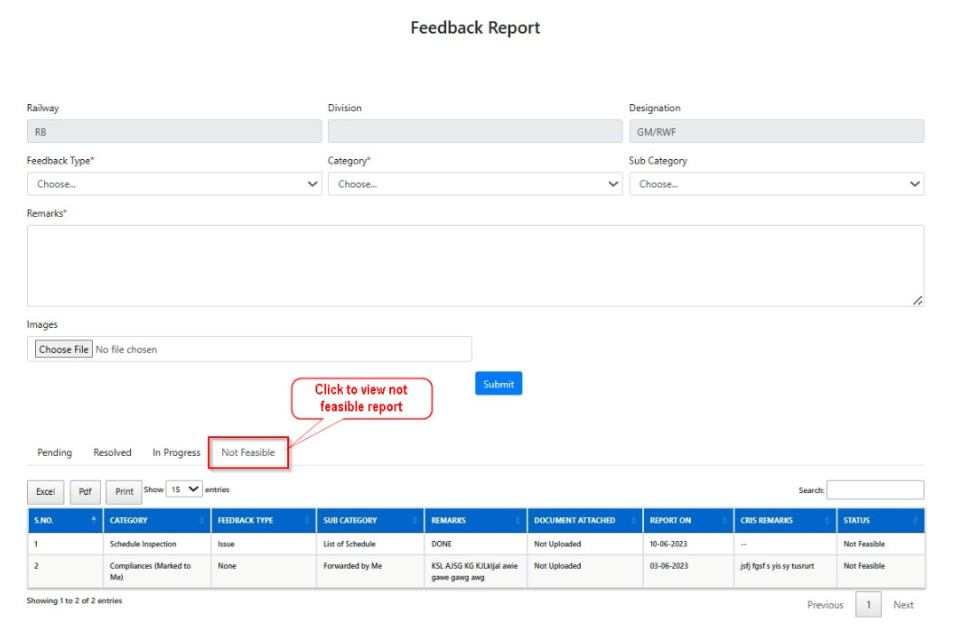 Feedback Report
Railway Division Designation
RB GM/RWF
Feedback Type* Category* Sub Category
Choose... Choose... Choose...
Remarks*
Images
Choose File No file chosen
Submit
Click to view not
feasible report
Pending Resolved In Progress Not Feasible
Excel Pdf Print Show 15 entries Search:
S.NO. CATEGORY FEEDBACK TYPE SUB CATEGORY REMARKS DOCUMENT ATTACHED REPORT ON CRIS REMARKS STATUS
1 Schedule Inspection Issue List of Schedule DONE Not Uploaded 10-06-2023 -- Not Feasible
2 Compliances (Marked to None Forwarded by Me KSL AJSG KG KJLkljal awie Not Uploaded 03-06-2023 jsfj fgsf s yis sy tusrurt Not Feasible
Me) gawe gawg awg
Showing 1 to 2 of 2 entries
Previous 1 Next